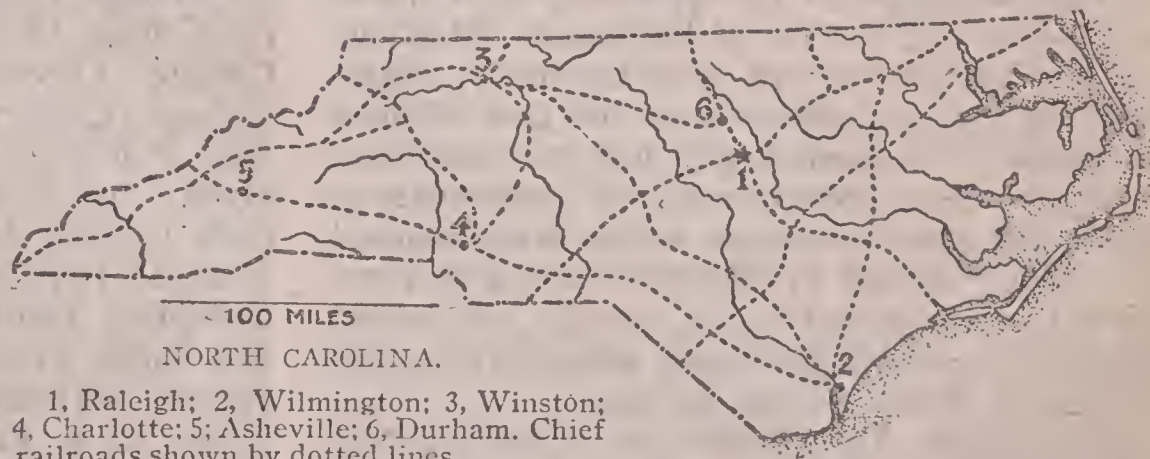 3
6
1
5
4
2
100 MILES
NORTH CAROLINA.
1, Raleigh; 2, Wilmington; 3, Winston;
4, Charlotte; 5; Asheville; 6, Durham. Chief
railroads shown by dotted lines